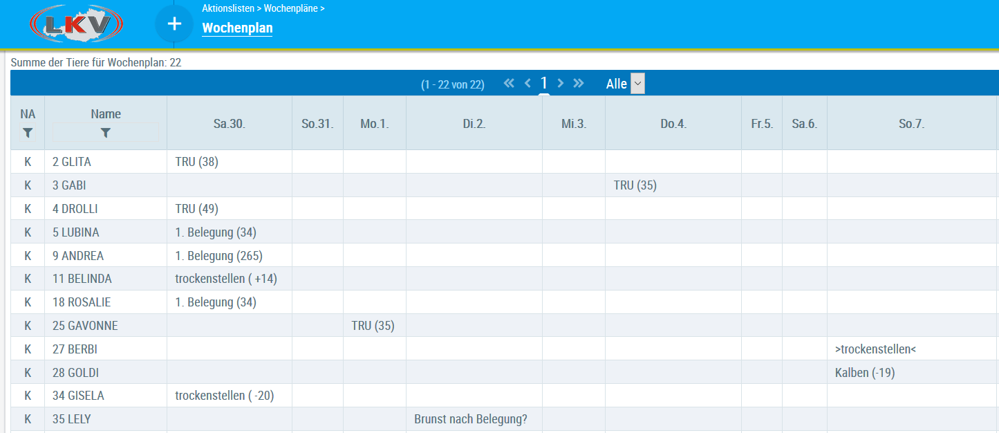 LKV
+
Aktionslisten > Wochenpläne >
Wochenplan
Summe der Tiere für Wochenplan: 22
(1 - 22 von 22) 1 Alle
NA Name Sa.30. So.31. Mo.1. Di.2. Mi.3. Do.4. Fr.5. Sa.6. So.7.
K 2 GLITA TRU (38)
K 3 GABI TRU (35)
K 4 DROLLI TRU (49)
K 5 LUBINA 1. Belegung (34)
K 9 ANDREA 1. Belegung (265)
K 11 BELINDA trockenstellen ( +14)
K 18 ROSALIE 1. Belegung (34)
K 25 GAVONNE TRU (35)
K 27 BERBI >trockenstellen<
K 28 GOLDI Kalben (-19)
K 34 GISELA trockenstellen ( -20)
K 35 LELY Brunst nach Belegung?